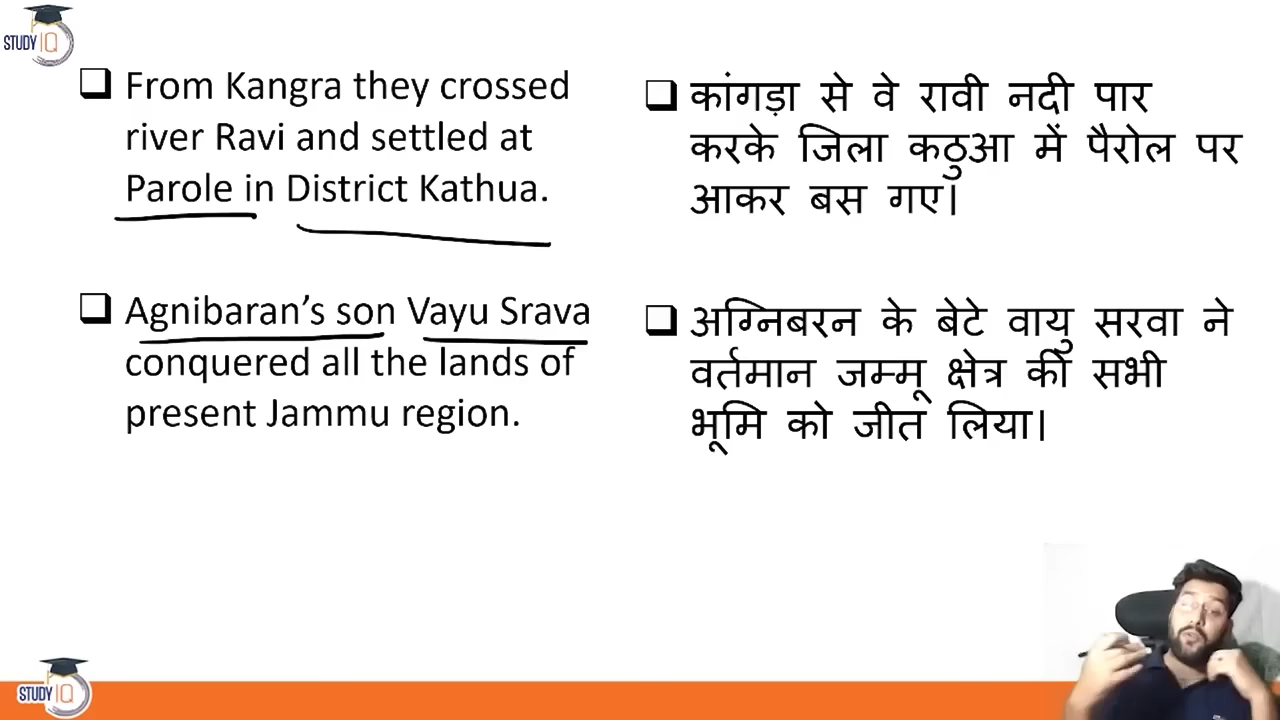 STUDY IQ
From Kangra they crossed
river Ravi and settled at
Parole in District Kathua.
Agnibaran’s son Vayu Srava
conquered all the lands of
present Jammu region.
कांगड़ा से वे रावी नदी पार
करके जिला कठुआ में पैरोल पर
आकर बस गए।
अग्निबरन के बेटे वायु सरवा ने
वर्तमान जम्मू क्षेत्र की सभी
भूमि को जीत लिया।
STUDY IQ